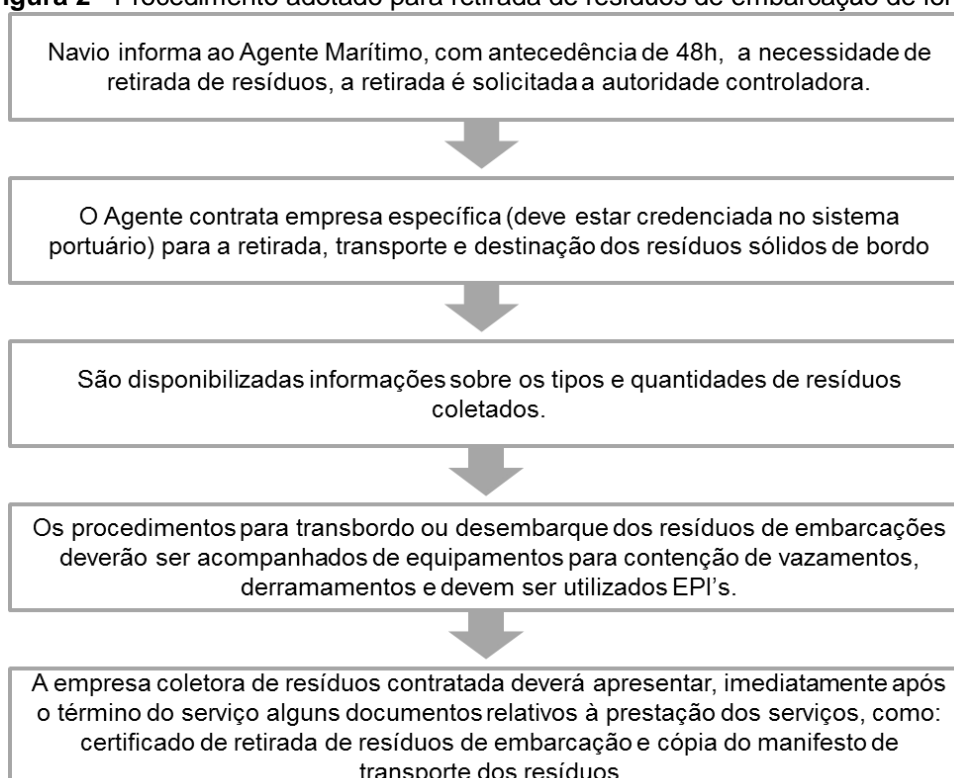 igura 2 - Procedimento adotado para retirada de resíduos de embarcação de for
Navio informa ao Agente Marítimo, com antecedência de 48h, a necessidade de
retirada de resíduos, a retirada é solicitada a autoridade controladora.
O Agente contrata empresa específica (deve estar credenciada no sistema
portuário) para a retirada, transporte e destinação dos resíduos sólidos de bordo
São disponibilizadas informações sobre os tipos e quantidades de resíduos
coletados.
Os procedimentos para transbordo ou desembarque dos resíduos de embarcações
deverão ser acompanhados de equipamentos para contenção de vazamentos,
derramamentos e devem ser utilizados EPI's.
A empresa coletora de resíduos contratada deverá apresentar, imediatamente após
o término do serviço alguns documentos relativos à prestação dos serviços, como:
certificado de retirada de resíduos de embarcação e cópia do manifesto de
transporte dos resíduos